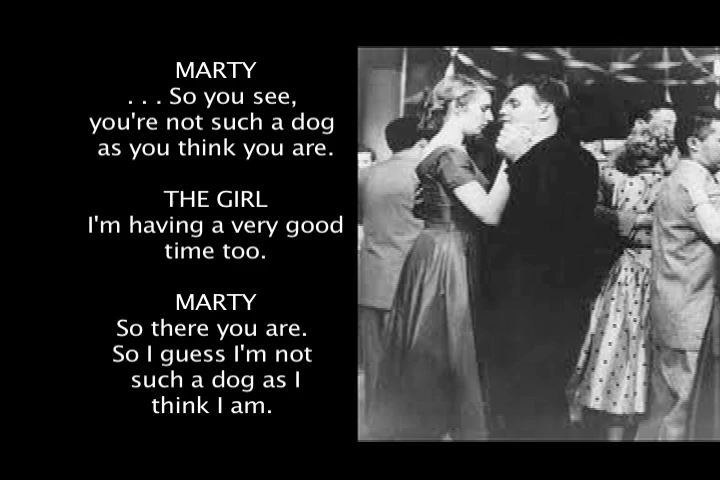 MARTY
. . . So you see,
you're not such a dog
as you think you are.
THE GIRL
I'm having a very good
time too.
MARTY
So there you are.
So I guess I'm not
such a dog as I
think I am.